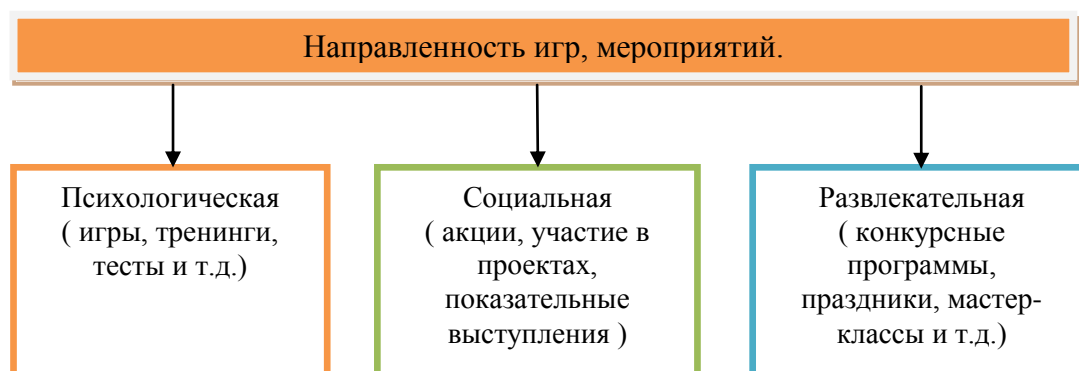 Направленность игр, мероприятий.
Психологическая
( игры, тренинги,
тесты и т.д.)
Социальная
( акции, участие в
проектах,
показательные
выступления )
Развлекательная
( конкурсные
программы,
праздники, мастер-
классы и т.д.)